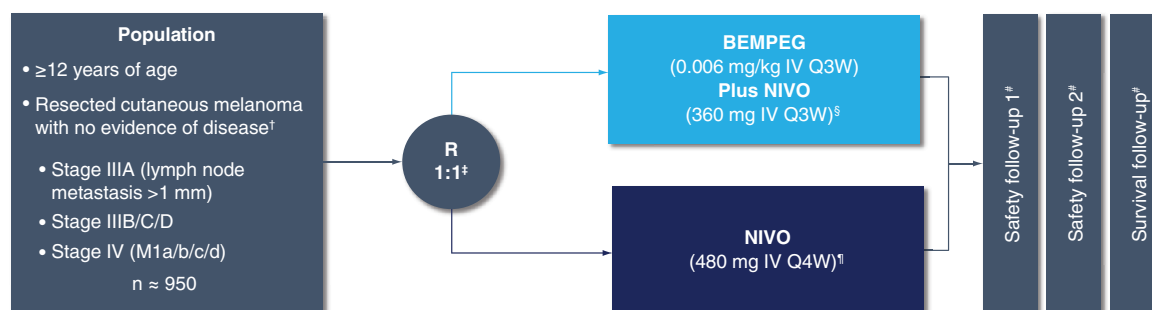 Population
• ≥12 years of age
• Resected cutaneous melanoma
with no evidence of disease†
• Stage IIIA (lymph node
metastasis >1 mm)
• Stage IIIB/C/D
• Stage IV (M1a/b/c/d)
n ≈ 950
R
1:1‡
BEMPEG
(0.006 mg/kg IV Q3W)
Plus NIVO
(360 mg IV Q3W)§
NIVO
(480 mg IV Q4W)¶
Safety follow-up 1#
Safety follow-up 2#
Survival follow-up#